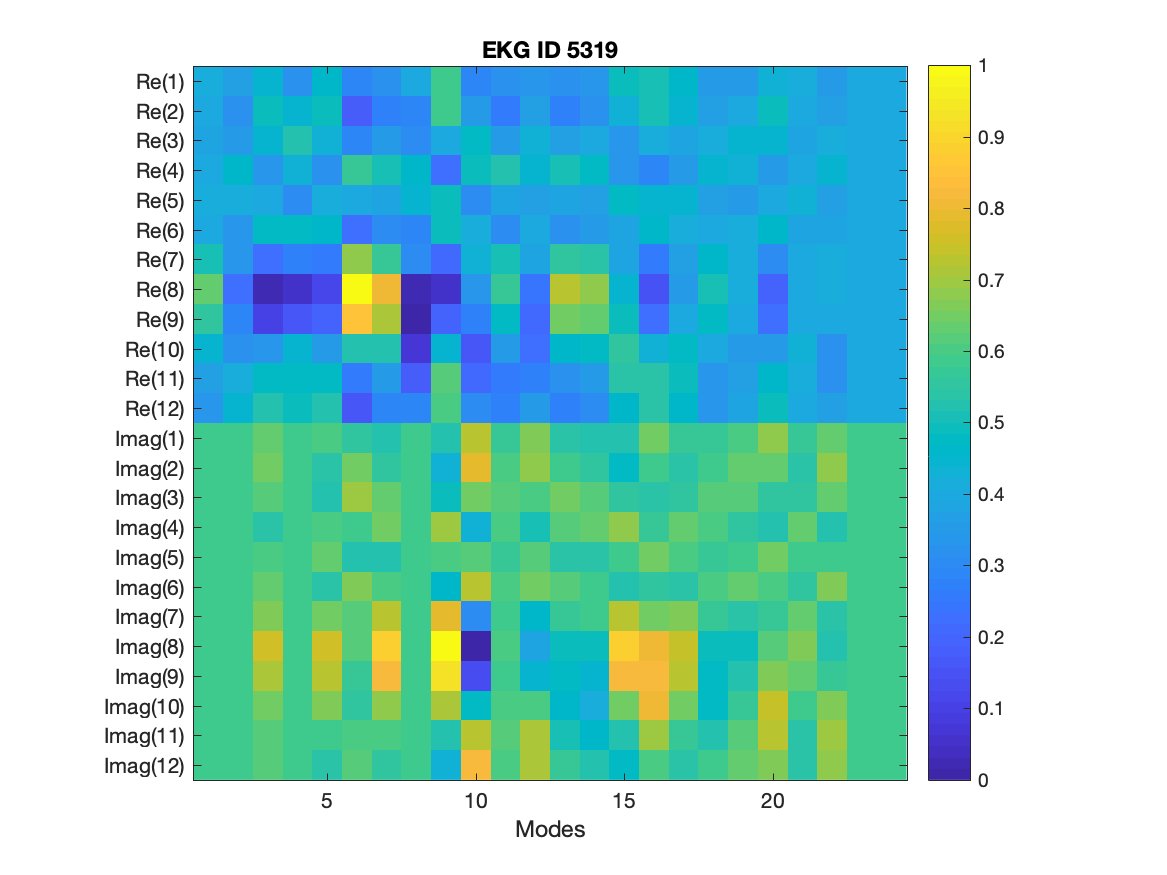 EKG ID 5319
Re(1)
Re(2)
Re(3)
Re(4)
Re(5)
Re(6)
Re(7)
Re(8)
Re(9)
Re(10)
Re(11)
Re(12)
Imag(1)
Imag(2)
Imag(3)
Imag(4)
Imag(5)
Imag(6)
Imag(7)
Imag(8)
Imag(9)
Imag(10)
Imag(11)
Imag(12)
5 10 15 20
Modes
1
0.9
0.8
0.7
0.6
0.5
0.4
0.3
0.2
0.1
0